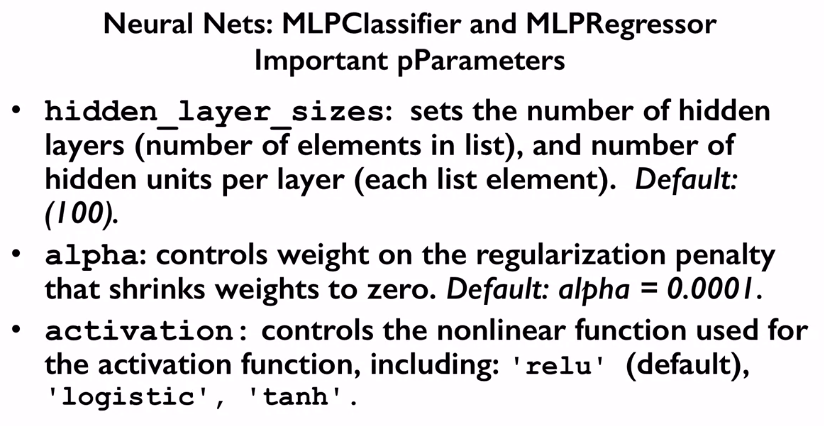 Neural Nets: MLPClassifier and MLPRegressor
Important pParameters
• hidden_layer_sizes: sets the number of hidden
layers (number of elements in list), and number of
hidden units per layer (each list element). Default:
(100).
• alpha: controls weight on the regularization penalty
that shrinks weights to zero. Default: alpha = 0.0001.
• activation: controls the nonlinear function used for
the activation function, including: 'relu' (default),
'logistic', 'tanh'.